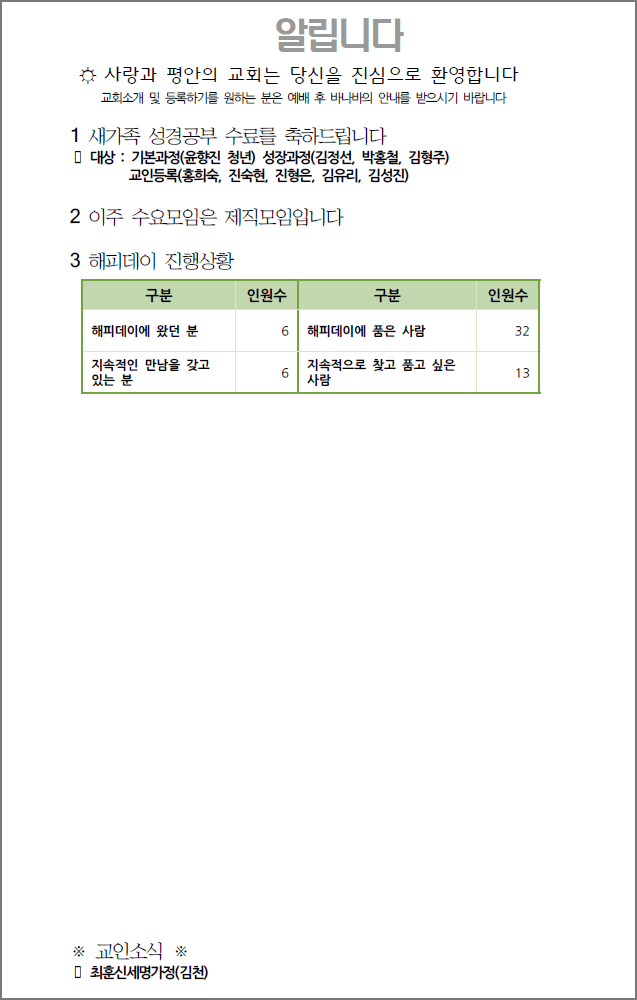 알립니다
☼ 사랑과 평안의 교회는 당신을 진심으로 환영합니다
교회소개 및 등록하기를 원하는 분은 예배 후 바나바의 안내를 받으시기 바랍니다
1 새가족 성경공부 수료를 축하드립니다
▯ 대상 : 기본과정(윤향진 청년) 성장과정(김정선, 박홍철, 김형주)
교인등록(홍희숙, 진숙현, 진형은, 김유리, 김성진)
2 이주 수요모임은 제직모임입니다
3 해피데이 진행상황
구분 인원수 구분 인원수
해피데이에 왔던 분 6 해피데이에 품은 사람 32
지속적인 만남을 갖고 있는 분 6 지속적으로 찾고 품고 싶은 사람 13
※ 교인소식 ※
▯ 최훈신세명가정(김천)